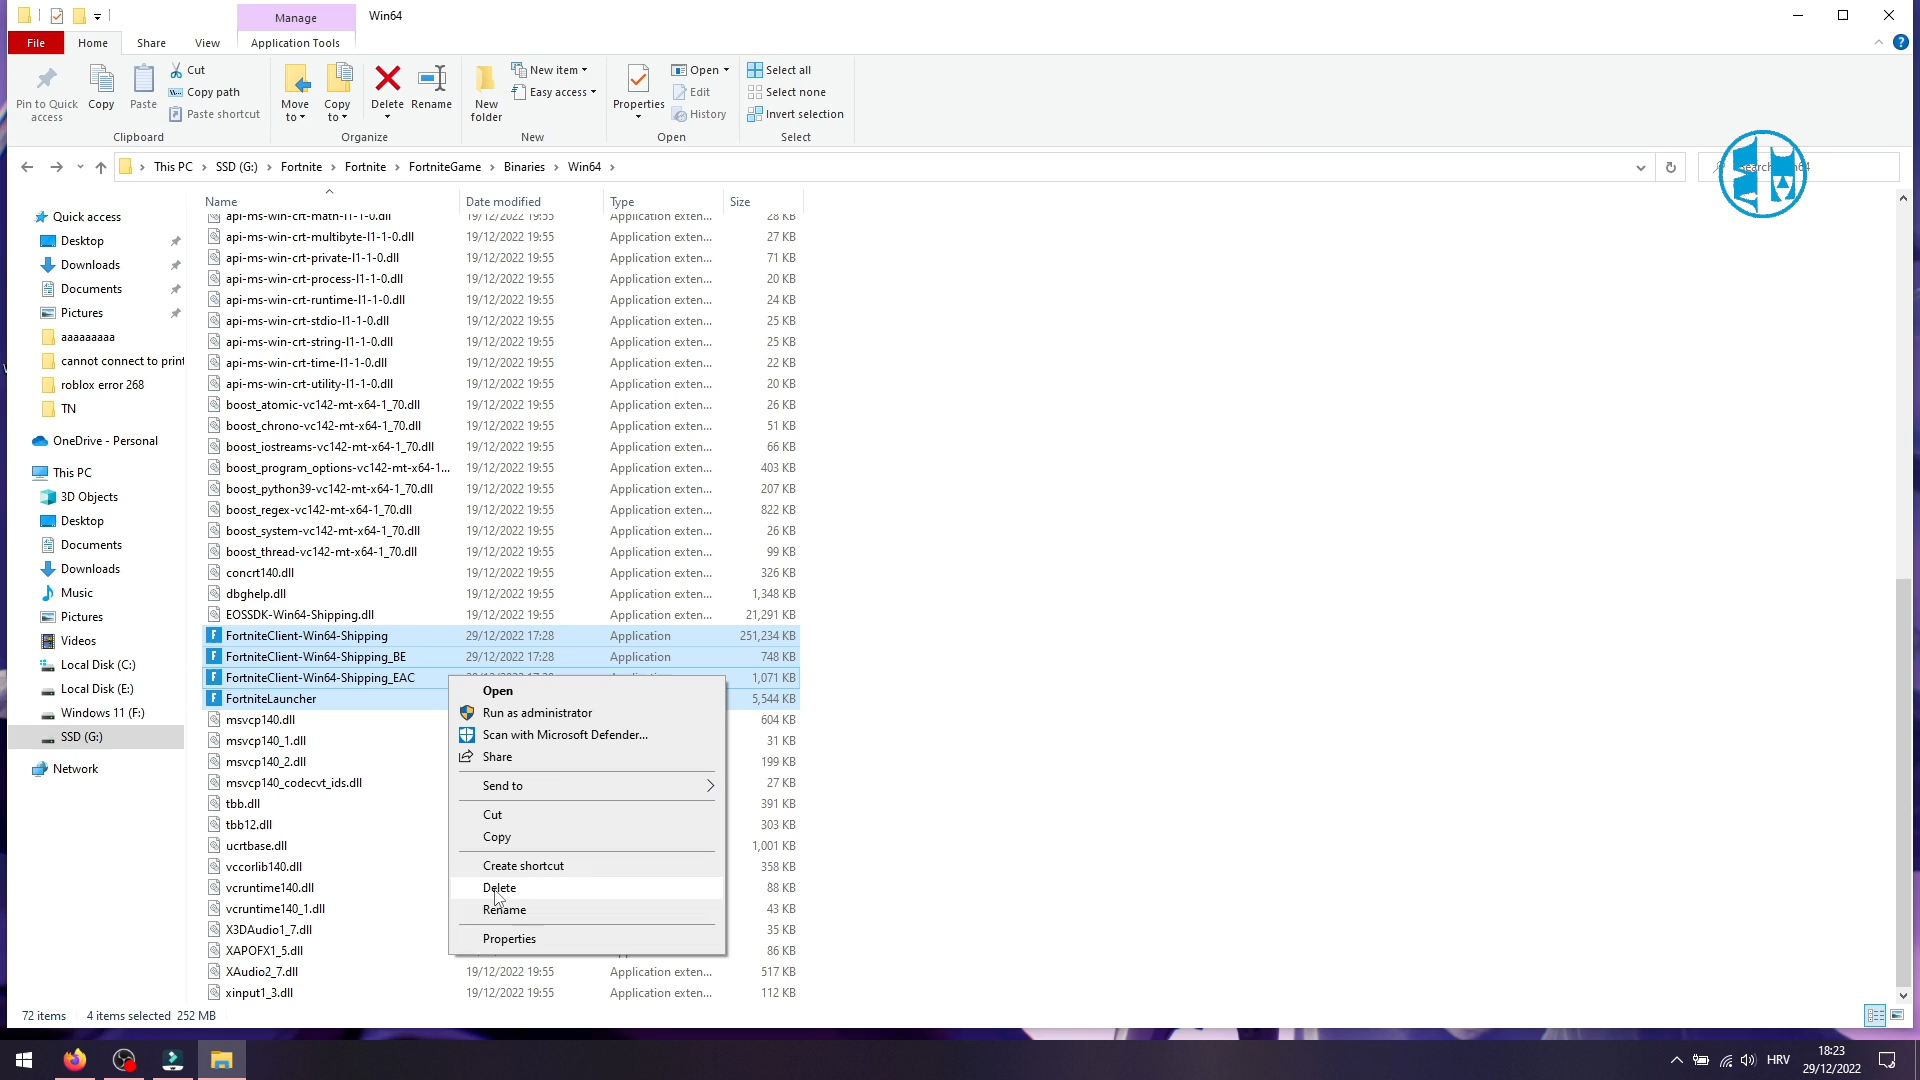 Manage
Win64
File
Home
Share
View
Application Tools
Pin to Quick access
Copy
Paste
Cut
Copy path
Paste shortcut
Clipboard
Move to
Copy to
Delete
Rename
Organize
New folder
New item
Easy access
New
Properties
Open
Edit
History
Open
Select all
Select none
Invert selection
Select
This PC > SSD (G:) > Fortnite > Fortnite > FortniteGame > Binaries > Win64 >
Quick access
Desktop
Downloads
Documents
Pictures
aaaaaaaaa
cannot connect to print
roblox error 268
TN
OneDrive - Personal
This PC
3D Objects
Desktop
Documents
Downloads
Music
Pictures
Videos
Local Disk (C:)
Local Disk (E:)
Windows 11 (F:)
SSD (G:)
Network
Name Date modified Type Size
api-ms-win-crt-math-l1-1-0.dll 19/12/2022 19:55 Application exten... 28 KB
api-ms-win-crt-multibyte-l1-1-0.dll 19/12/2022 19:55 Application exten... 27 KB
api-ms-win-crt-private-l1-1-0.dll 19/12/2022 19:55 Application exten... 71 KB
api-ms-win-crt-process-l1-1-0.dll 19/12/2022 19:55 Application exten... 20 KB
api-ms-win-crt-runtime-l1-1-0.dll 19/12/2022 19:55 Application exten... 24 KB
api-ms-win-crt-stdio-l1-1-0.dll 19/12/2022 19:55 Application exten... 25 KB
api-ms-win-crt-string-l1-1-0.dll 19/12/2022 19:55 Application exten... 25 KB
api-ms-win-crt-time-l1-1-0.dll 19/12/2022 19:55 Application exten... 22 KB
api-ms-win-crt-utility-l1-1-0.dll 19/12/2022 19:55 Application exten... 20 KB
boost_atomic-vc142-mt-x64-1_70.dll 19/12/2022 19:55 Application exten... 26 KB
boost_chrono-vc142-mt-x64-1_70.dll 19/12/2022 19:55 Application exten... 51 KB
boost_iostreams-vc142-mt-x64-1_70.dll 19/12/2022 19:55 Application exten... 66 KB
boost_program_options-vc142-mt-x64-1... 19/12/2022 19:55 Application exten... 403 KB
boost_python39-vc142-mt-x64-1_70.dll 19/12/2022 19:55 Application exten... 207 KB
boost_regex-vc142-mt-x64-1_70.dll 19/12/2022 19:55 Application exten... 822 KB
boost_system-vc142-mt-x64-1_70.dll 19/12/2022 19:55 Application exten... 26 KB
boost_thread-vc142-mt-x64-1_70.dll 19/12/2022 19:55 Application exten... 99 KB
concrt140.dll 19/12/2022 19:55 Application exten... 326 KB
dbghelp.dll 19/12/2022 19:55 Application exten... 1,348 KB
EOSSDK-Win64-Shipping.dll 19/12/2022 19:55 Application exten... 21,291 KB
FortniteClient-Win64-Shipping 29/12/2022 17:28 Application 251,234 KB
FortniteClient-Win64-Shipping_BE 29/12/2022 17:28 Application 748 KB
FortniteClient-Win64-Shipping_EAC 1,071 KB
FortniteLauncher 5,544 KB
msvcp140.dll 604 KB
msvcp140_1.dll 31 KB
msvcp140_2.dll 199 KB
msvcp140_codecvt_ids.dll 27 KB
tbb.dll 391 KB
tbb12.dll 303 KB
ucrtbase.dll 1,001 KB
vccorlib140.dll 358 KB
vcruntime140.dll 88 KB
vcruntime140_1.dll 43 KB
X3DAudio1_7.dll 35 KB
XAPOFX1_5.dll 86 KB
XAudio2_7.dll 19/12/2022 19:55 Application exten... 517 KB
xinput1_3.dll 19/12/2022 19:55 Application exten... 112 KB
Open
Run as administrator
Scan with Microsoft Defender...
Share
Send to
Cut
Copy
Create shortcut
Delete
Rename
Properties
72 items 4 items selected 252 MB
HRV
18:23
29/12/2022